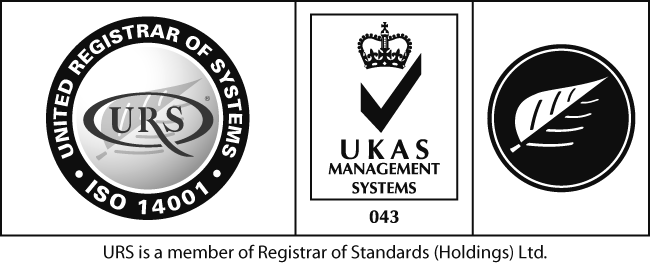 UNITED REGISTRAR OF SYSTEMS
URS®
• ISO 14001 •
UKAS
MANAGEMENT
SYSTEMS
043
URS is a member of Registrar of Standards (Holdings) Ltd.